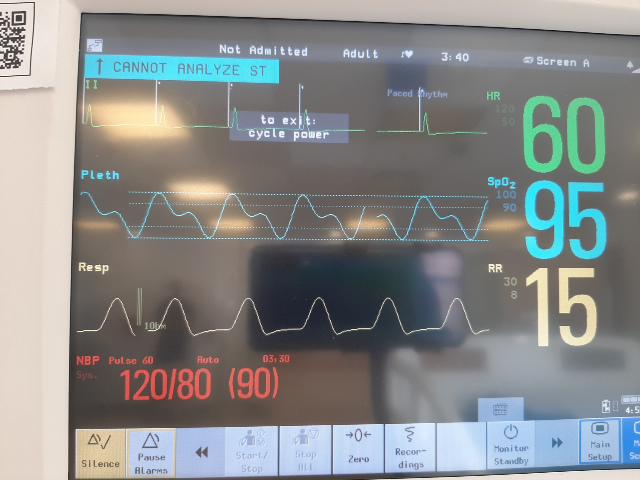 Not Admitted Adult 3:40 Screen A
CANNOT ANALYZE ST
II
Paced Rhythm
HR
120
50
60
to exit:
cycle power
Pleth
SpO₂
100
90
95
Resp
10mm
RR
30
8
15
NBP Pulse 60 Auto 03:30
Sys.
120/80 (90)
Silence
Pause
Alarms
Start/
Stop
Stop
All
Zero
Recor-
dings
Monitor
Standby
Main
Setup